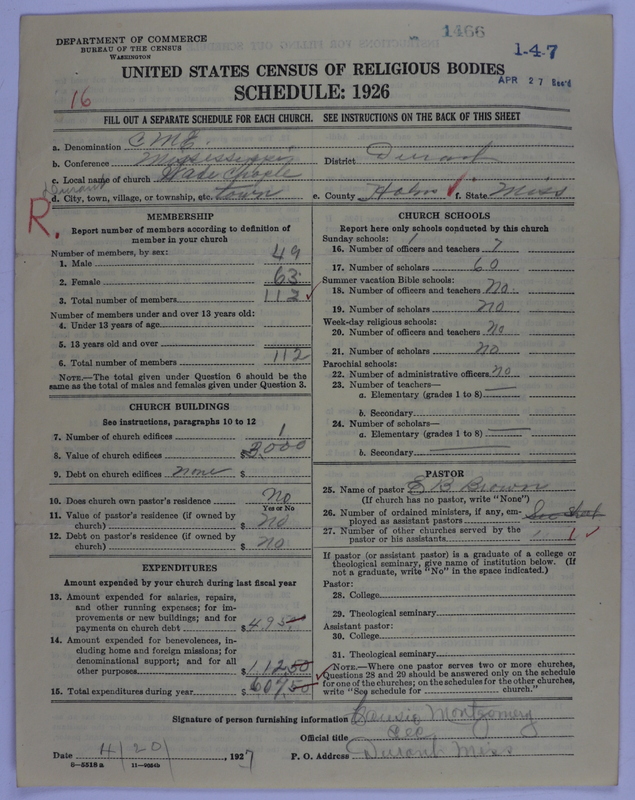 1466
DEPARTMENT OF COMMERCE
BUREAU OF THE CENSUS
WASHINGTON
1-4-7
APR 27 Rec'd
UNITED STATES CENSUS OF RELIGIOUS BODIES
SCHEDULE: 1926
16
FILL OUT A SEPARATE SCHEDULE FOR EACH CHURCH. SEE INSTRUCTIONS ON THE BACK OF THIS SHEET
a. Denomination C M E
b. Conference Mississippi District Durant
c. Local name of church Wade Chaple
Durant
d. City, town, village, or township, etc. Town e. County Holm f. State Miss
R.
MEMBERSHIP
Report number of members according to definition of member in your church
Number of members, by sex:
1. Male 49
2. Female 63
3. Total number of members 112
Number of members under and over 13 years old:
4. Under 13 years of age
5. 13 years old and over
6. Total number of members 112
NOTE.—The total given under Question 6 should be the same as the total of males and females given under Question 3.
CHURCH BUILDINGS
See instructions, paragraphs 10 to 12
7. Number of church edifices 1
8. Value of church edifices $3,000
9. Debt on church edifices none $
10. Does church own pastor's residence No
Yes or No
11. Value of pastor's residence (if owned by church) $ no
12. Debt on pastor's residence (if owned by church) $ no
EXPENDITURES
Amount expended by your church during last fiscal year
13. Amount expended for salaries, repairs, and other running expenses; for improvements or new buildings; and for payments on church debt $495
14. Amount expended for benevolences, including home and foreign missions; for denominational support; and for all other purposes $112.50
15. Total expenditures during year $607.50
CHURCH SCHOOLS
Report here only schools conducted by this church
Sunday schools: 1
16. Number of officers and teachers 7
17. Number of scholars 60
Summer vacation Bible schools:
18. Number of officers and teachers no
19. Number of scholars no
Week-day religious schools:
20. Number of officers and teachers no
21. Number of scholars no
Parochial schools:
22. Number of administrative officers no
23. Number of teachers—
a. Elementary (grades 1 to 8)
b. Secondary
24. Number of scholars—
a. Elementary (grades 1 to 8)
b. Secondary
PASTOR
25. Name of pastor E B Brown
(If church has no pastor, write "None")
26. Number of ordained ministers, if any, employed as assistant pastors
27. Number of other churches served by the pastor or his assistants 1
If pastor (or assistant pastor) is a graduate of a college or theological seminary, give name of institution below. (If not a graduate, write "No" in the space indicated.)
Pastor:
28. College
29. Theological seminary
Assistant pastor:
30. College
31. Theological seminary
NOTE.—Where one pastor serves two or more churches, Questions 28 and 29 should be answered only on the schedule for one of the churches; on the schedules for the other churches, write "See schedule for church."
Signature of person furnishing information Montgomery
Official title
Date 4/20/, 1927 P. O. Address Durant Miss
8-5518 a 11-9054b